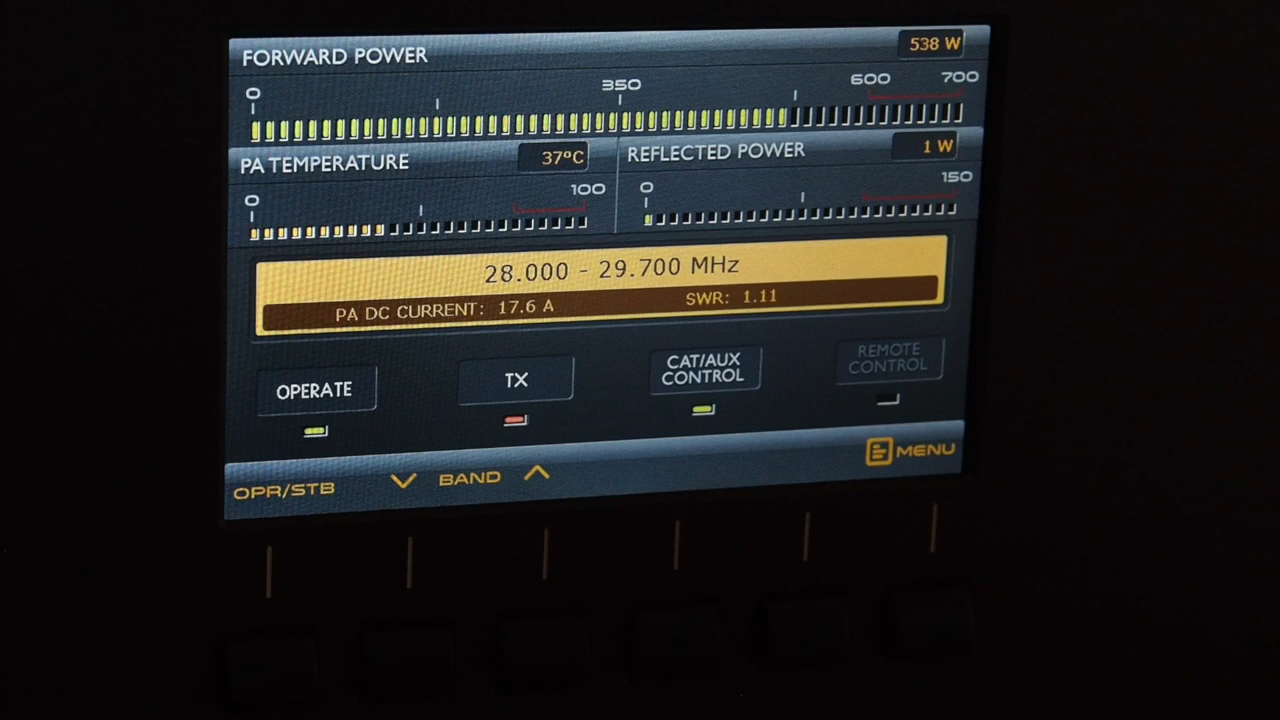 FORWARD POWER 538 W
0 350 600 700
PA TEMPERATURE 37ºC
REFLECTED POWER 1 W
0 100
0 150
28.000 - 29.700 MHz
PA DC CURRENT: 17.6 A SWR: 1.11
OPERATE
TX
CAT/AUX
CONTROL
REMOTE
CONTROL
OPR/STB BAND MENU